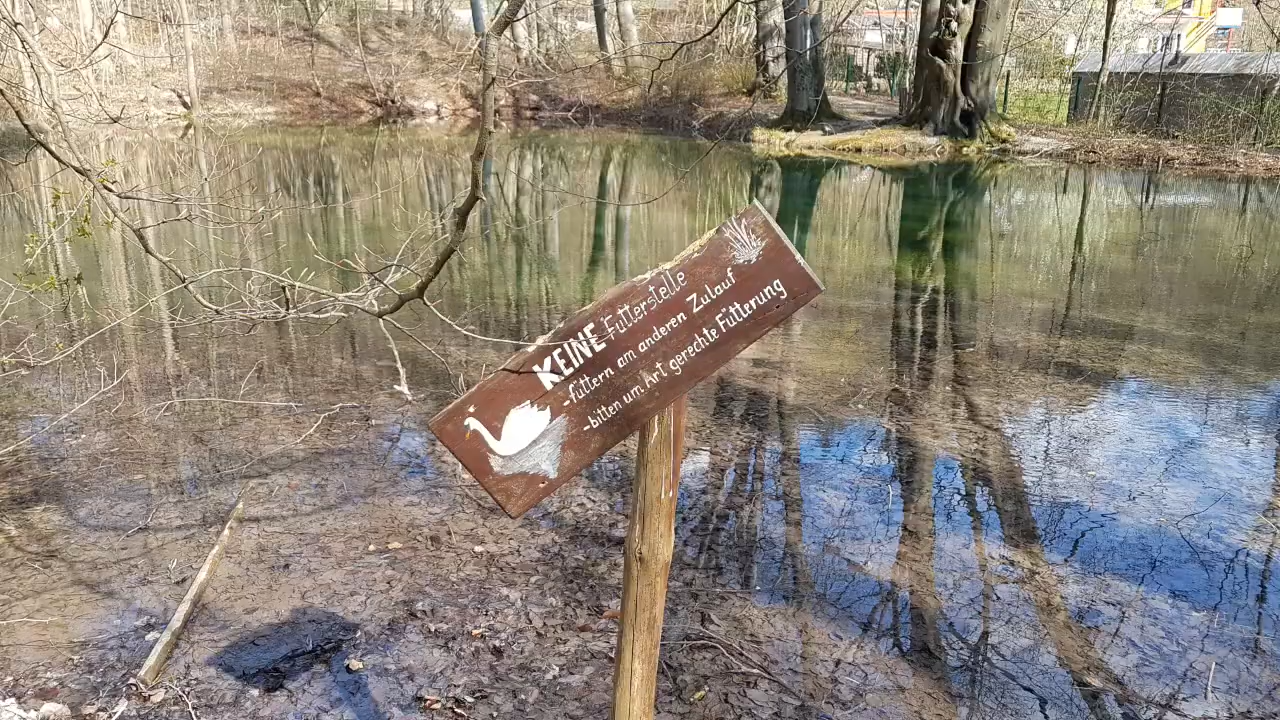 KEINE Futterstelle
-füttern am anderen Zulauf
-bitten um Art gerechte Fütterung